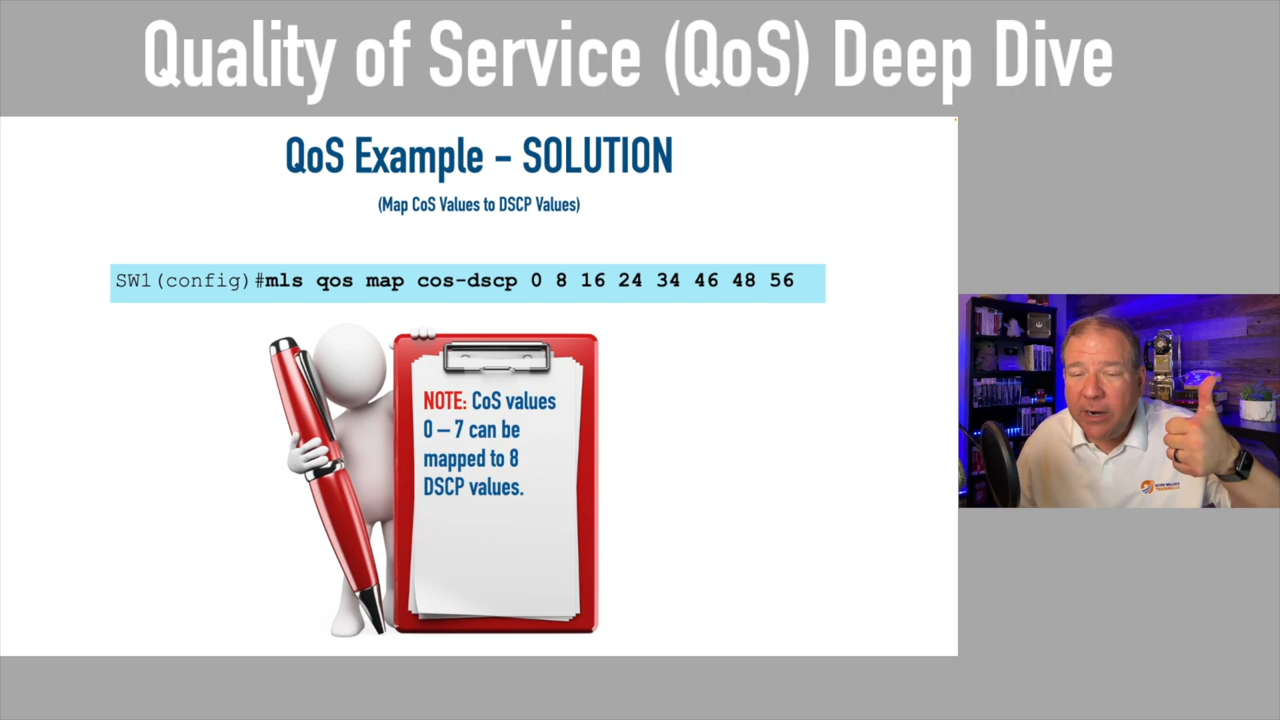 Quality of Service (QoS) Deep Dive
QoS Example – SOLUTION
(Map CoS Values to DSCP Values)
SW1(config)#mls qos map cos-dscp 0 8 16 24 34 46 48 56
NOTE: CoS values
0 – 7 can be
mapped to 8
DSCP values.